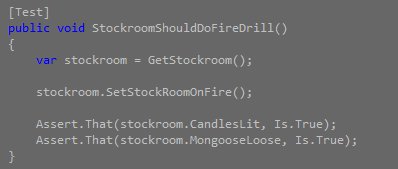 [Test]
public void StockroomShouldDoFireDrill()
{
    var stockroom = GetStockroom();

    stockroom.SetStockRoomOnFire();

    Assert.That(stockroom.CandlesLit, Is.True);
    Assert.That(stockroom.MongooseLoose, Is.True);
}